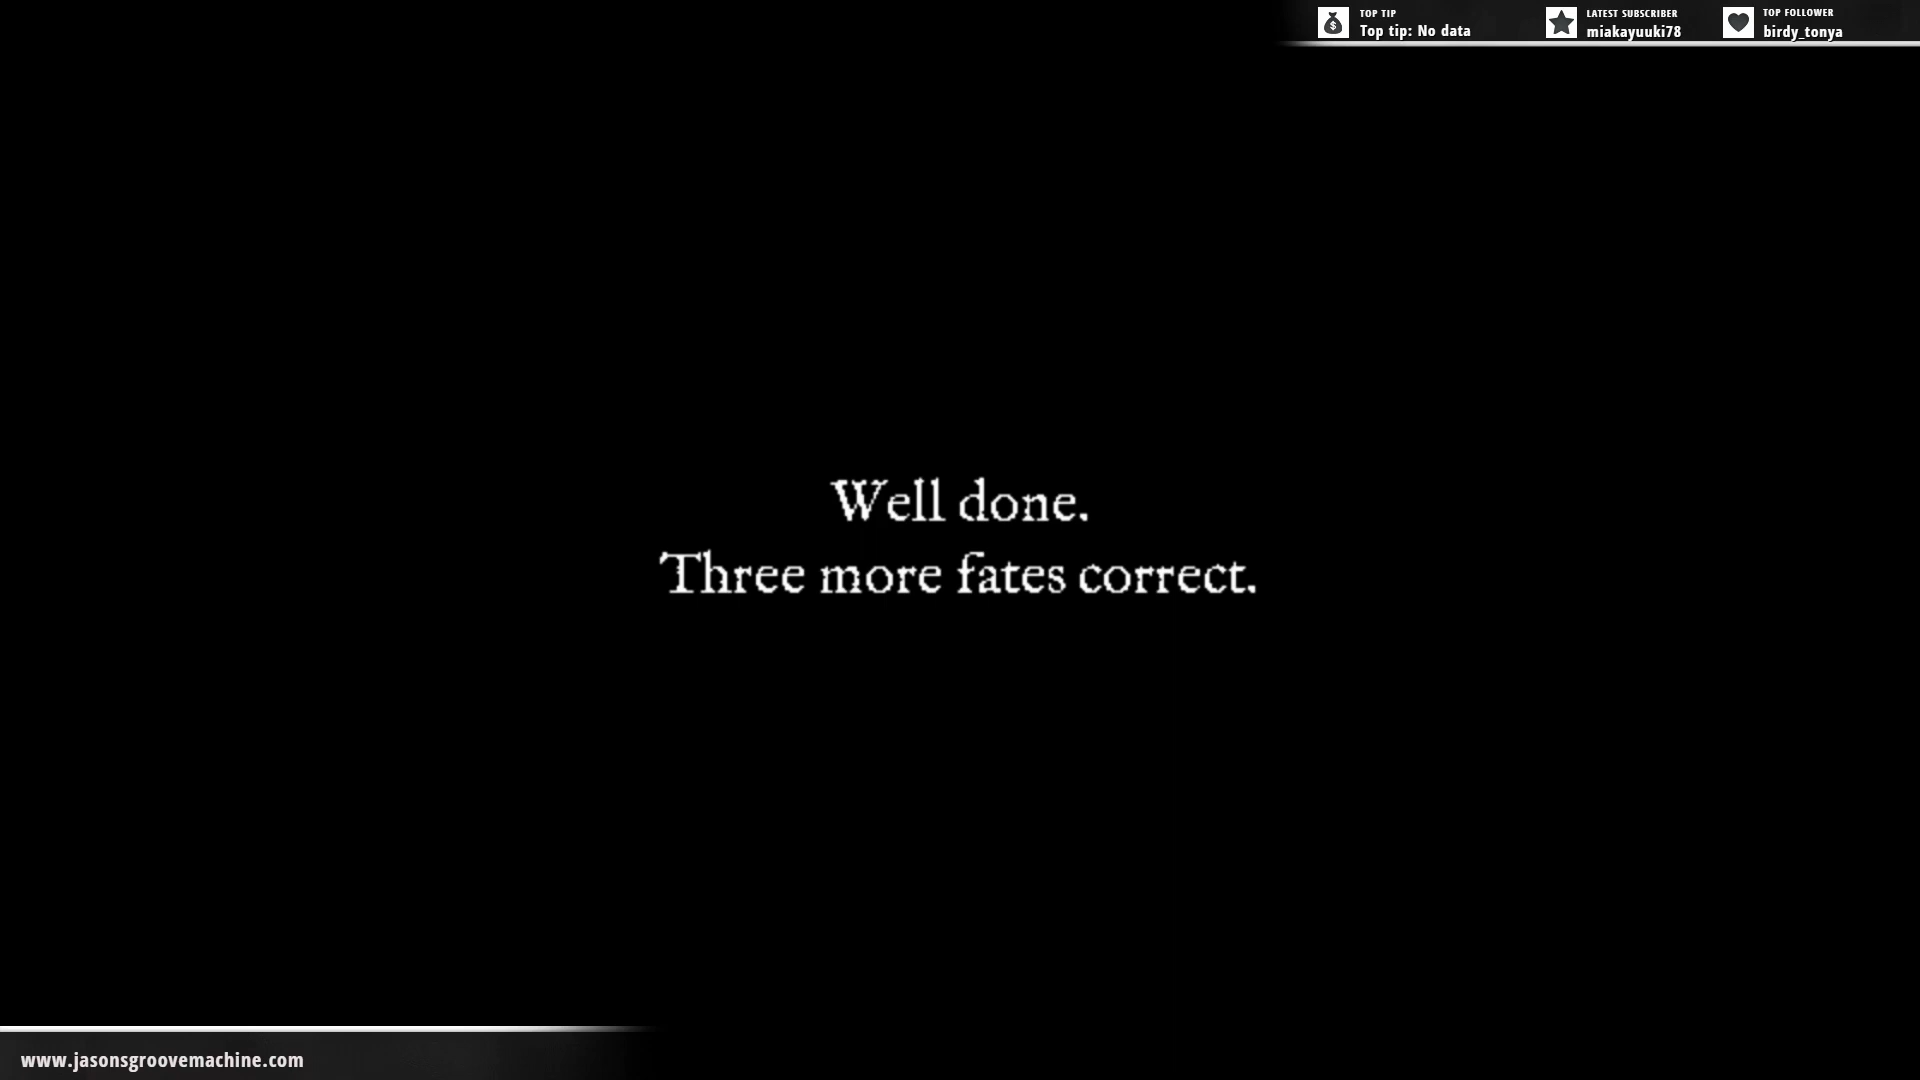 TOP TIP
Top tip: No data
LATEST SUBSCRIBER
miakayuuki78
TOP FOLLOWER
birdy_tonya
Well done.
Three more fates correct.
www.jasonsgroovemachine.com